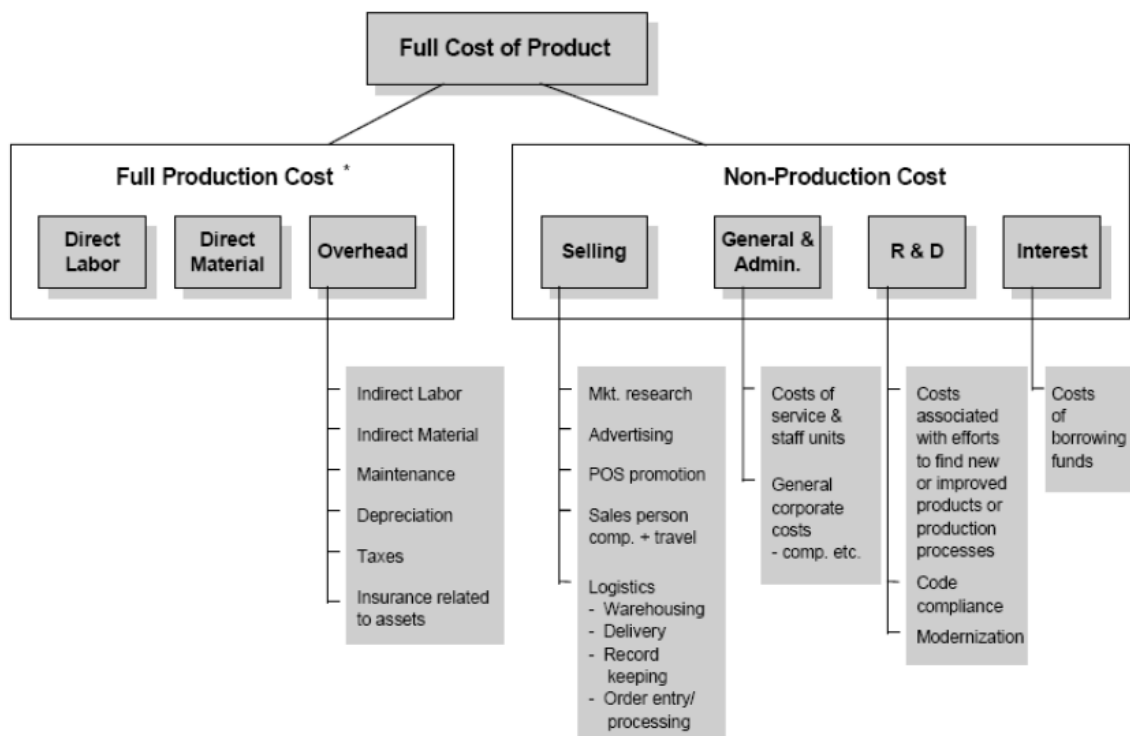 Full Cost of Product
Full Production Cost *
Direct
Labor
Direct
Material
Overhead
Indirect Labor
Indirect Material
Maintenance
Depreciation
Taxes
Insurance related
to assets
Non-Production Cost
Selling
General &
Admin.
R & D
Interest
Mkt. research
Advertising
POS promotion
Sales person
comp. + travel
Logistics
- Warehousing
- Delivery
- Record
keeping
- Order entry/
processing
Costs of
service &
staff units
General
corporate
costs
- comp. etc.
Costs
associated
with efforts
to find new
or improved
products or
production
processes
Code
compliance
Modernization
Costs
of
borrowing
funds